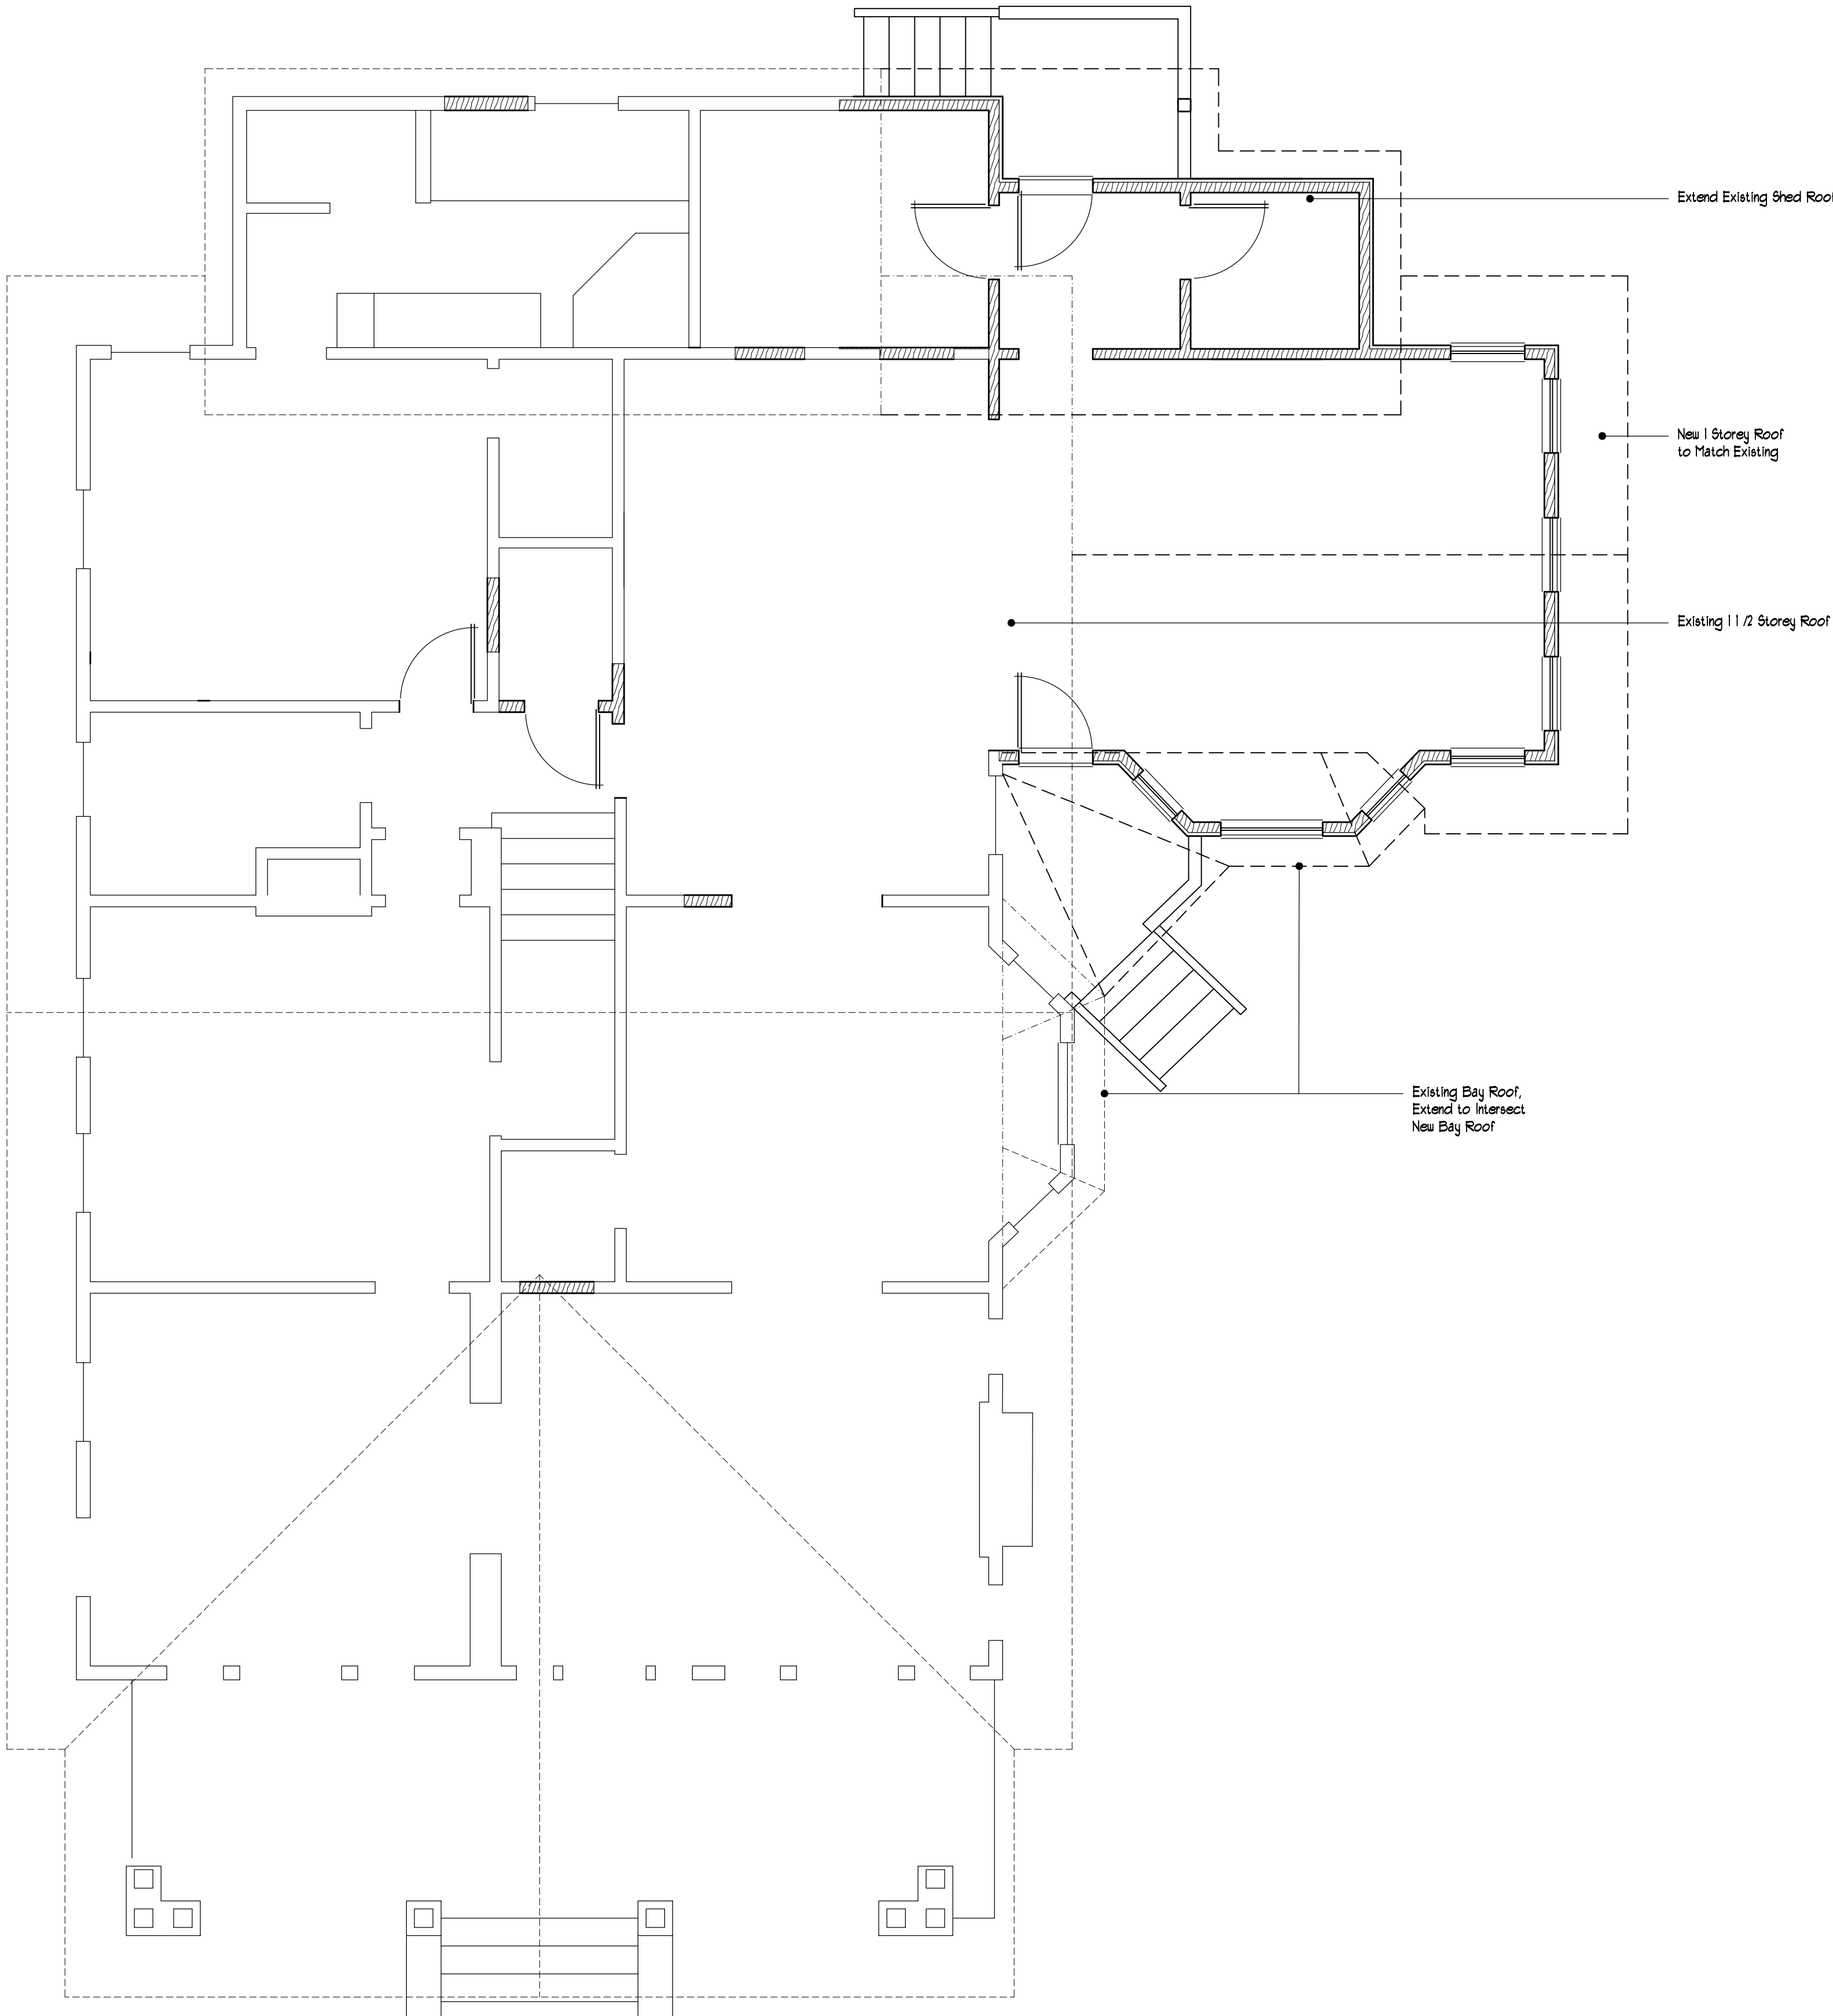 Extend Existing Shed Roof
New 1 Storey Roof
to Match Existing
Existing 1 1/2 Storey Roof
Existing Bay Roof,
Extend to Intersect
New Bay Roof